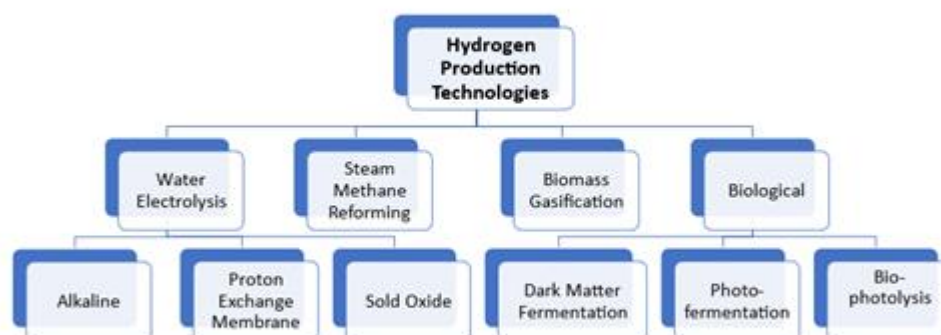 Hydrogen
Production
Technologies
Water
Electrolysis
Steam
Methane
Reforming
Biomass
Gasification
Biological
Alkaline
Proton
Exchange
Membrane
Sold Oxide
Dark Matter
Fermentation
Photo-
fermentation
Bio-
photolysis